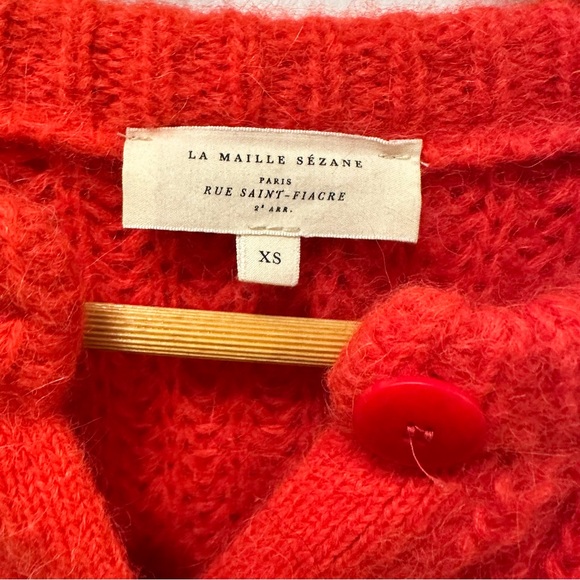 LA MAILLE SÉZANE
PARIS
RUE SAINT-FIACRE
2ᵉ ARR.
XS